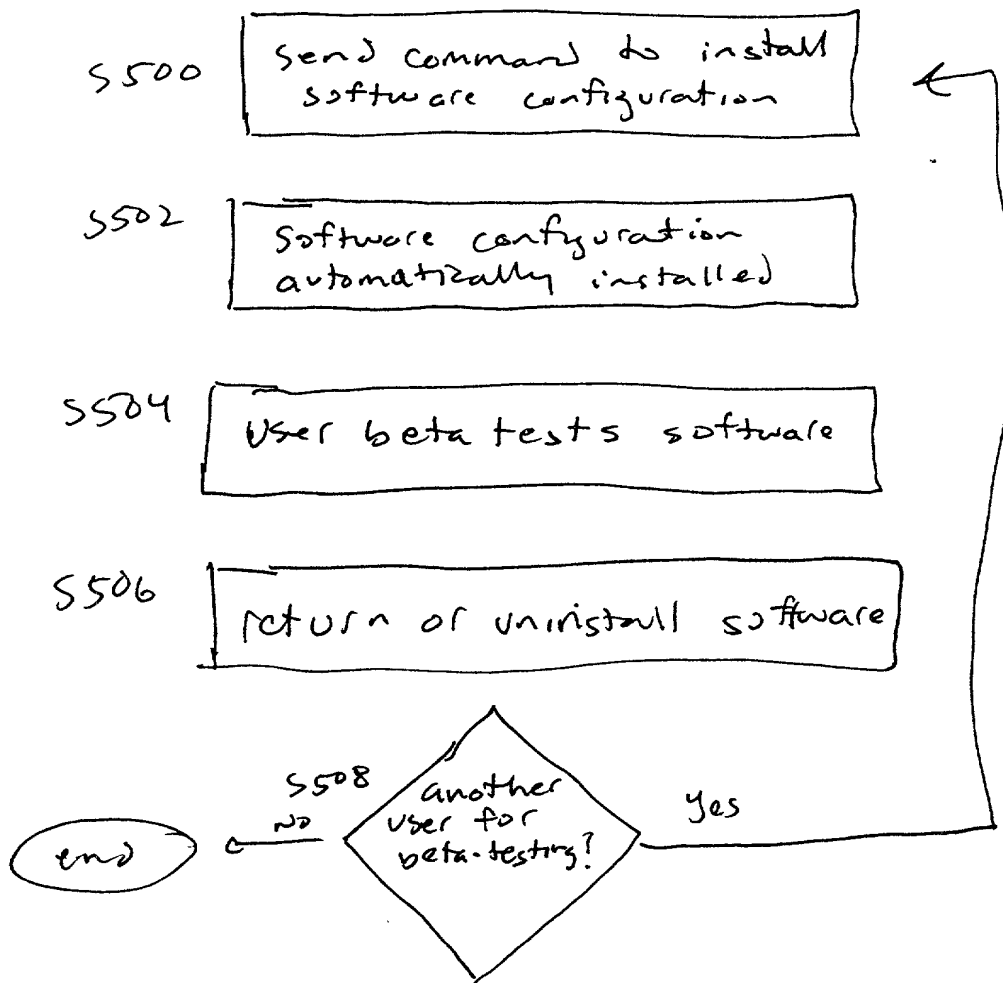 S500
send command to install
software configuration
S502
software configuration
automatically installed
S504
User beta tests software
S506
return or uninstall software
S508
another
user for
beta-testing?
NO
Yes
end